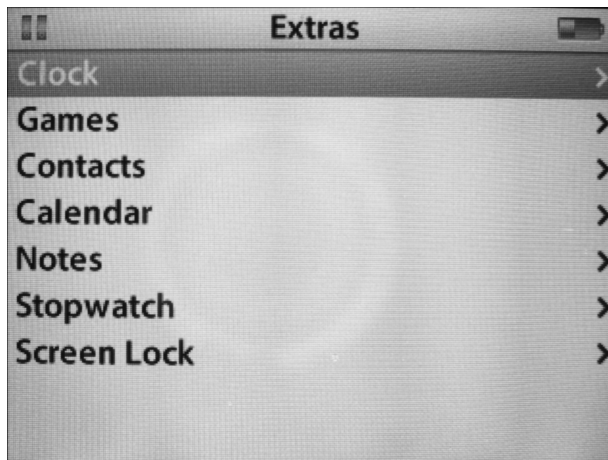 Extras
Clock
Games
Contacts
Calendar
Notes
Stopwatch
Screen Lock